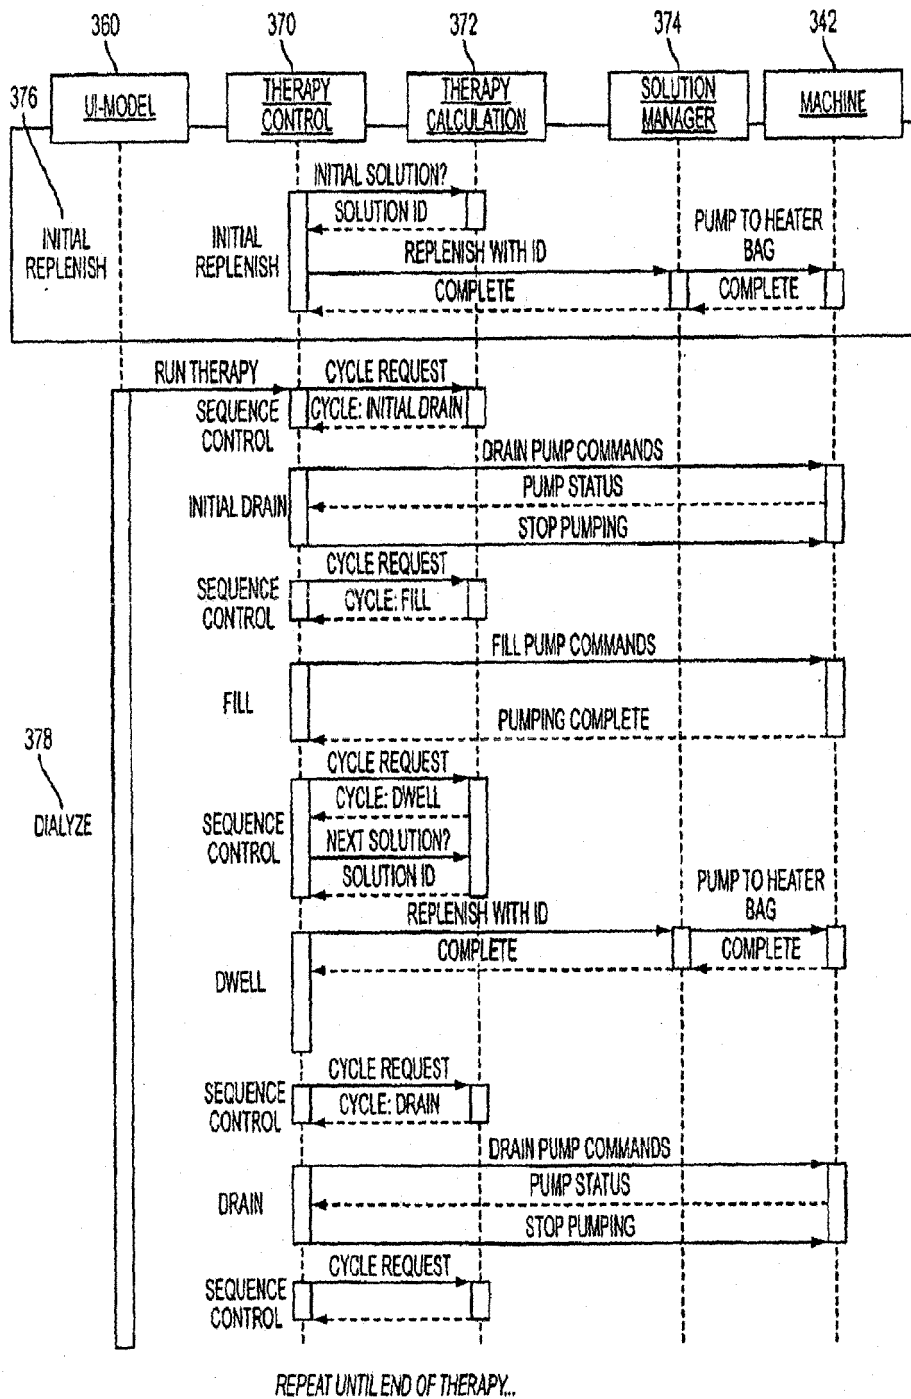 360
370
372
374
342
376
UI-MODEL
THERAPY
CONTROL
THERAPY
CALCULATION
SOLUTION
MANAGER
MACHINE
INITIAL
REPLENISH
INITIAL
REPLENISH
INITIAL SOLUTION?
SOLUTION ID
REPLENISH WITH ID
COMPLETE
PUMP TO HEATER
BAG
COMPLETE
RUN THERAPY
CYCLE REQUEST
SEQUENCE
CONTROL
CYCLE: INITIAL DRAIN
DRAIN PUMP COMMANDS
INITIAL DRAIN
PUMP STATUS
STOP PUMPING
CYCLE REQUEST
SEQUENCE
CONTROL
CYCLE: FILL
FILL PUMP COMMANDS
FILL
PUMPING COMPLETE
378
DIALYZE
CYCLE REQUEST
CYCLE: DWELL
SEQUENCE
CONTROL
NEXT SOLUTION?
SOLUTION ID
REPLENISH WITH ID
PUMP TO HEATER
BAG
COMPLETE
COMPLETE
DWELL
CYCLE REQUEST
SEQUENCE
CONTROL
CYCLE: DRAIN
DRAIN PUMP COMMANDS
DRAIN
PUMP STATUS
STOP PUMPING
CYCLE REQUEST
SEQUENCE
CONTROL
REPEAT UNTIL END OF THERAPY...